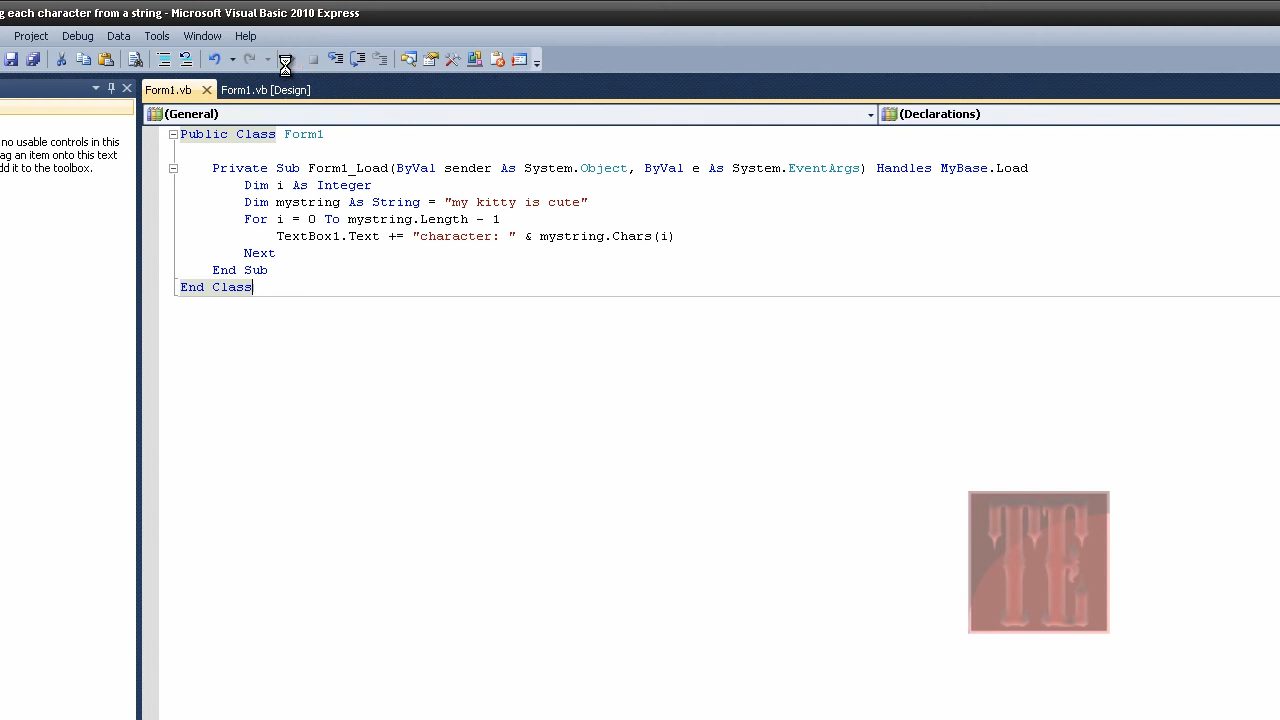 g each character from a string - Microsoft Visual Basic 2010 Express
Project Debug Data Tools Window Help
Form1.vb Form1.vb [Design]
(General) (Declarations)
no usable controls in this
ag an item onto this text
dd it to the toolbox.
Public Class Form1
Private Sub Form1_Load(ByVal sender As System.Object, ByVal e As System.EventArgs) Handles MyBase.Load
Dim i As Integer
Dim mystring As String = "my kitty is cute"
For i = 0 To mystring.Length - 1
TextBox1.Text += "character: " & mystring.Chars(i)
Next
End Sub
End Class
TE